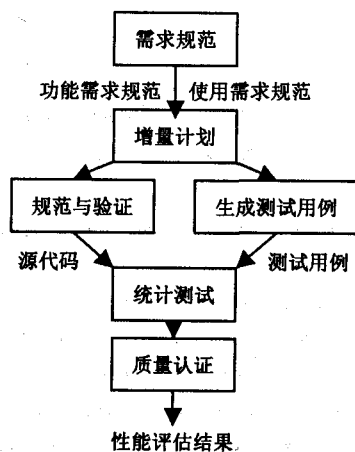 需求规范
功能需求规范 使用需求规范
增量计划
规范与验证 生成测试用例
源代码 测试用例
统计测试
质量认证
性能评估结果